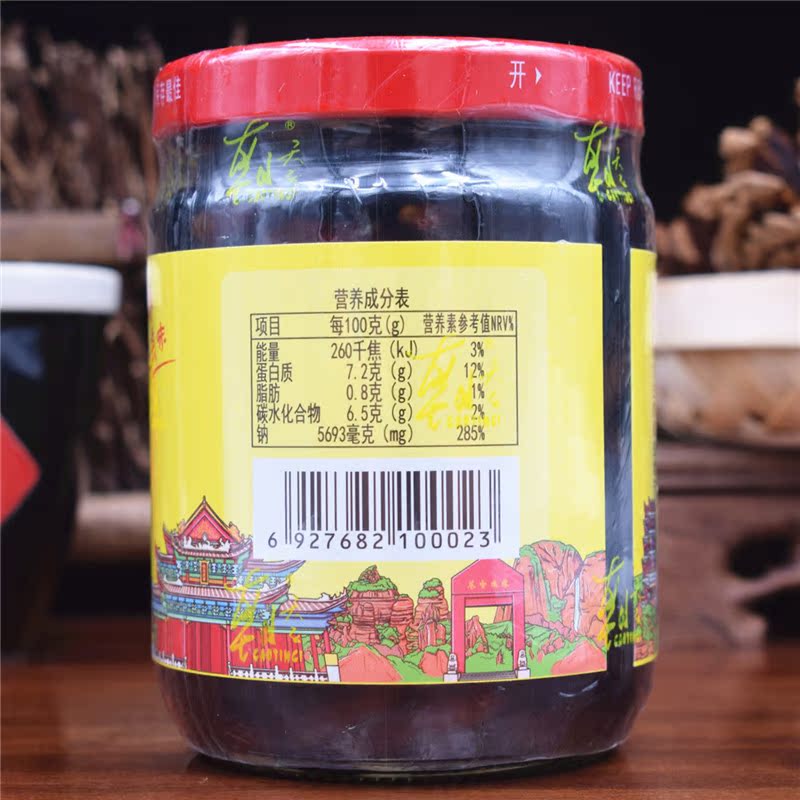 开
KEEP
®
CAOTINGJ
营养成分表
项目 每100克(g) 营养素参考值NRV%
能量 260千焦(kJ) 3%
蛋白质 7.2克(g) 12%
脂肪 0.8克(g) 1%
碳水化合物 6.5克(g) 2%
钠 5693毫克(mg) 285%
6 927682 100023